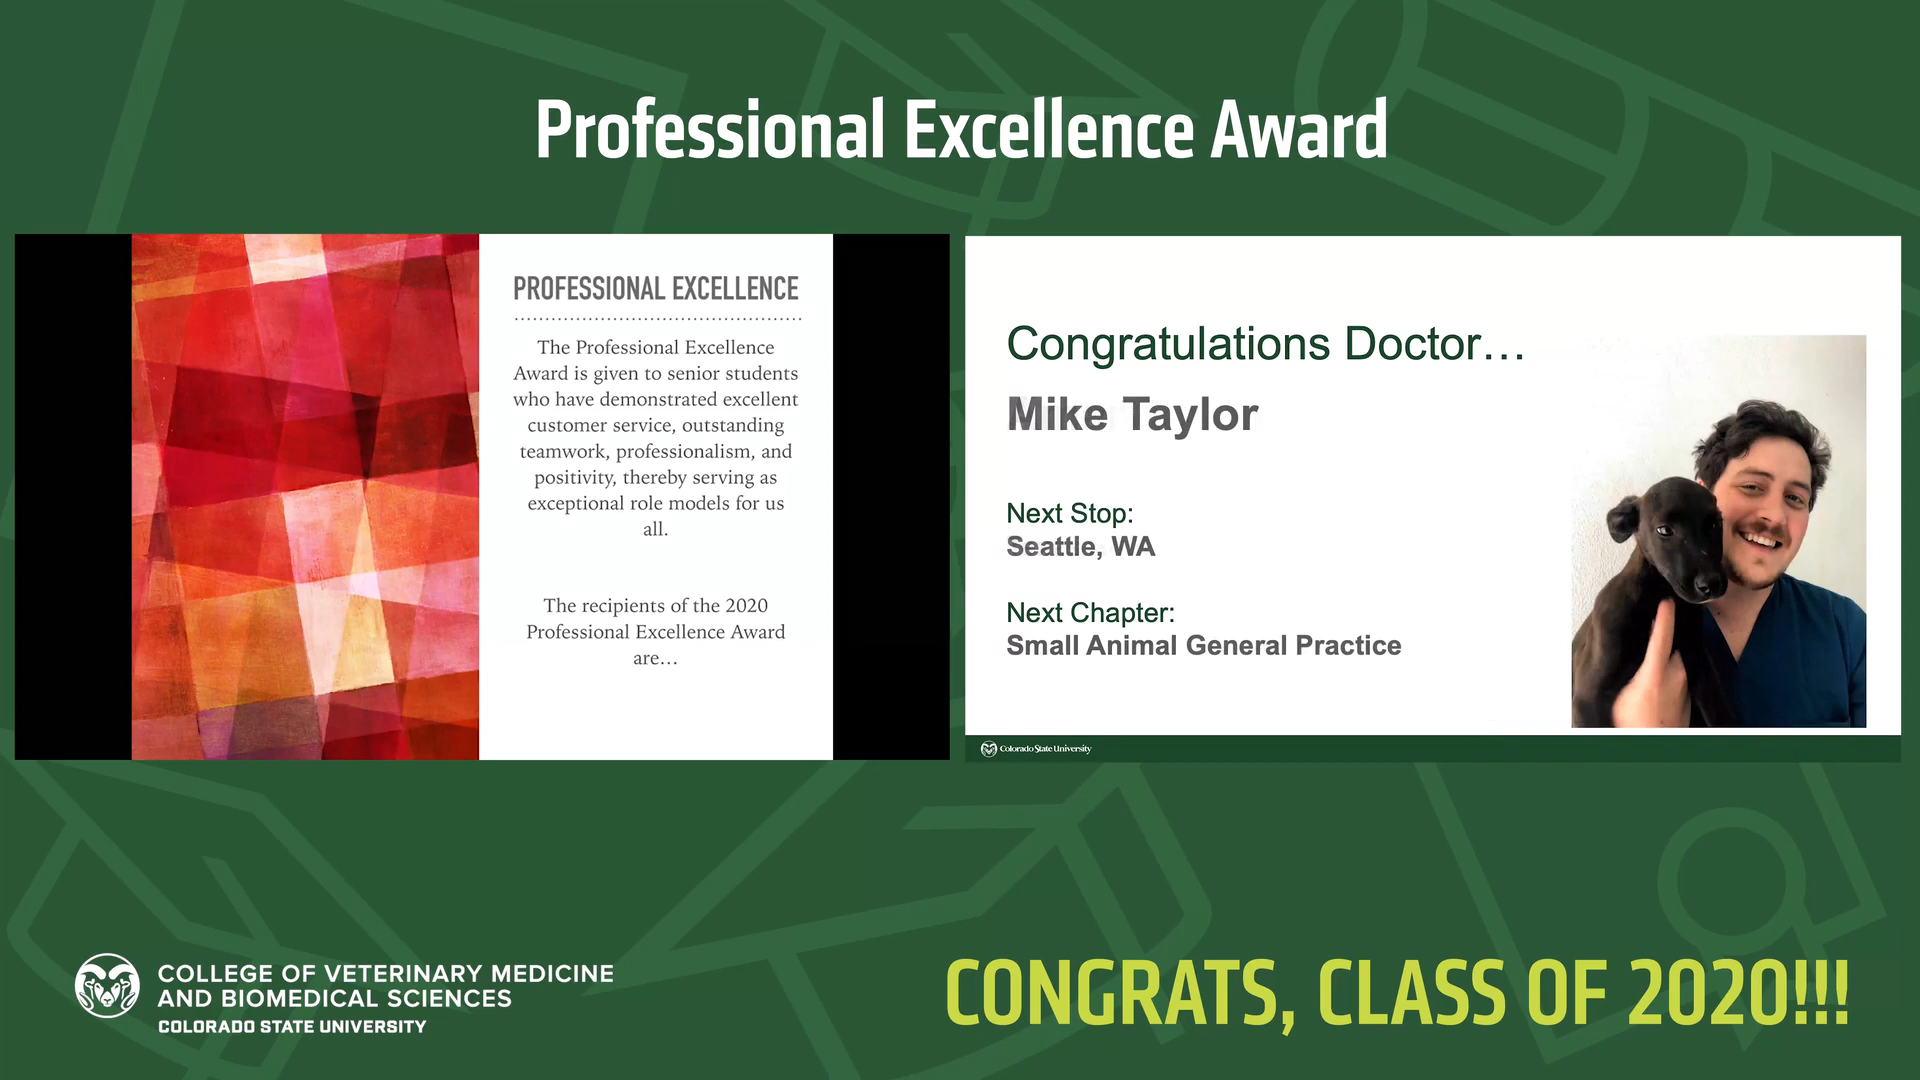 Professional Excellence Award
PROFESSIONAL EXCELLENCE
The Professional Excellence
Award is given to senior students
who have demonstrated excellent
customer service, outstanding
teamwork, professionalism, and
positivity, thereby serving as
exceptional role models for us
all.
The recipients of the 2020
Professional Excellence Award
are…
Congratulations Doctor…
Mike Taylor
Next Stop:
Seattle, WA
Next Chapter:
Small Animal General Practice
Colorado State University
COLLEGE OF VETERINARY MEDICINE
AND BIOMEDICAL SCIENCES
COLORADO STATE UNIVERSITY
CONGRATS, CLASS OF 2020!!!